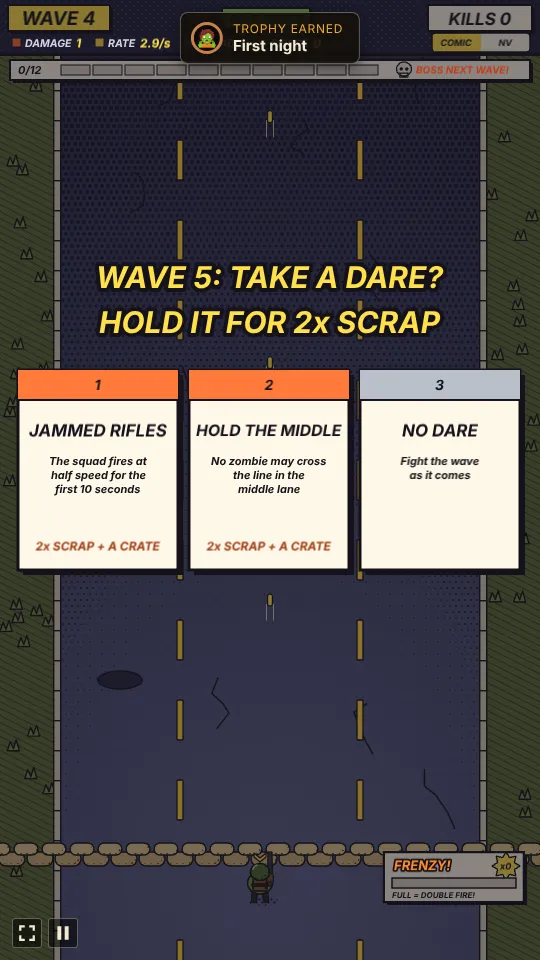 WAVE 4
TROPHY EARNED
First night
KILLS 0
DAMAGE 1
RATE 2.9/s
COMIC
NV
0/12
BOSS NEXT WAVE!
WAVE 5: TAKE A DARE?
HOLD IT FOR 2x SCRAP
1
JAMMED RIFLES
The squad fires at
half speed for the
first 10 seconds
2x SCRAP + A CRATE
2
HOLD THE MIDDLE
No zombie may cross
the line in the
middle lane
2x SCRAP + A CRATE
3
NO DARE
Fight the wave
as it comes
FRENZY!
x0
FULL = DOUBLE FIRE!